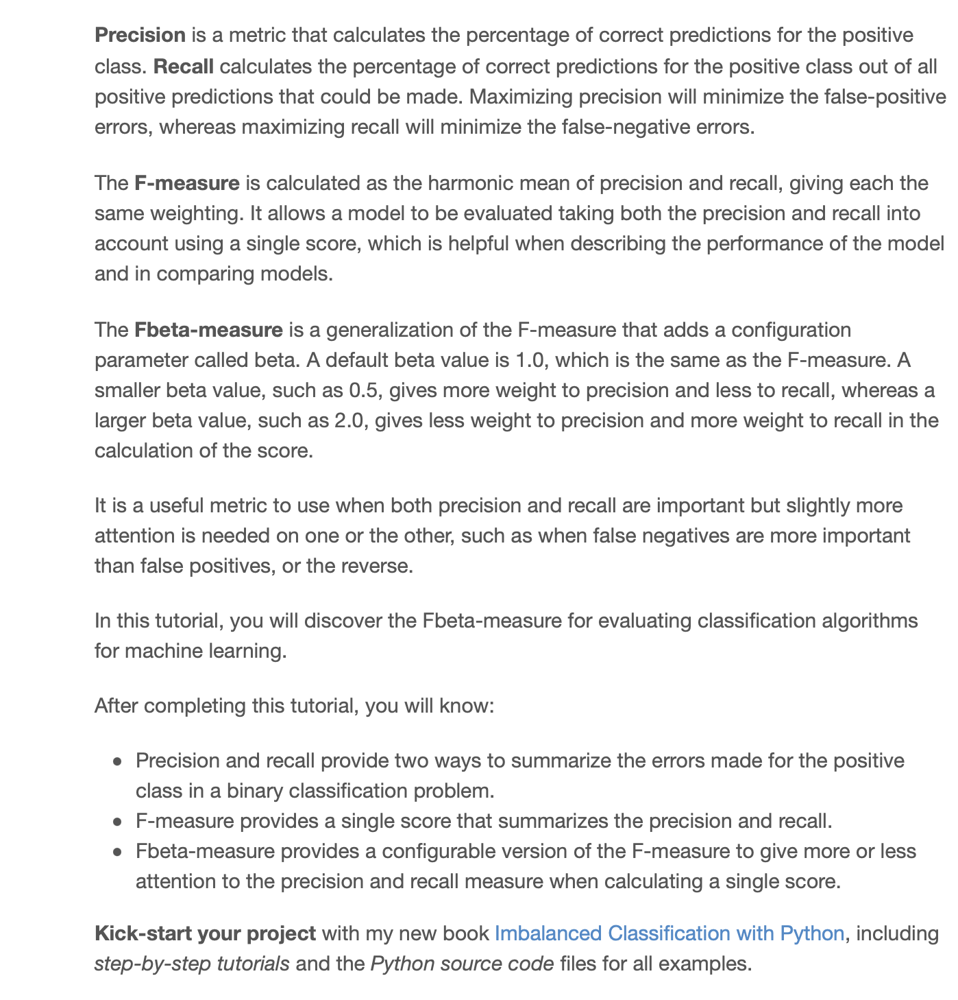 Precision is a metric that calculates the percentage of correct predictions for the positive
class. Recall calculates the percentage of correct predictions for the positive class out of all
positive predictions that could be made. Maximizing precision will minimize the false-positive
errors, whereas maximizing recall will minimize the false-negative errors.
The F-measure is calculated as the harmonic mean of precision and recall, giving each the
same weighting. It allows a model to be evaluated taking both the precision and recall into
account using a single score, which is helpful when describing the performance of the model
and in comparing models.
The Fbeta-measure is a generalization of the F-measure that adds a configuration
parameter called beta. A default beta value is 1.0, which is the same as the F-measure. A
smaller beta value, such as 0.5, gives more weight to precision and less to recall, whereas a
larger beta value, such as 2.0, gives less weight to precision and more weight to recall in the
calculation of the score.
It is a useful metric to use when both precision and recall are important but slightly more
attention is needed on one or the other, such as when false negatives are more important
than false positives, or the reverse.
In this tutorial, you will discover the Fbeta-measure for evaluating classification algorithms
for machine learning.
After completing this tutorial, you will know:
• Precision and recall provide two ways to summarize the errors made for the positive
class in a binary classification problem.
• F-measure provides a single score that summarizes the precision and recall.
• Fbeta-measure provides a configurable version of the F-measure to give more or less
attention to the precision and recall measure when calculating a single score.
Kick-start your project with my new book Imbalanced Classification with Python, including
step-by-step tutorials and the Python source code files for all examples.